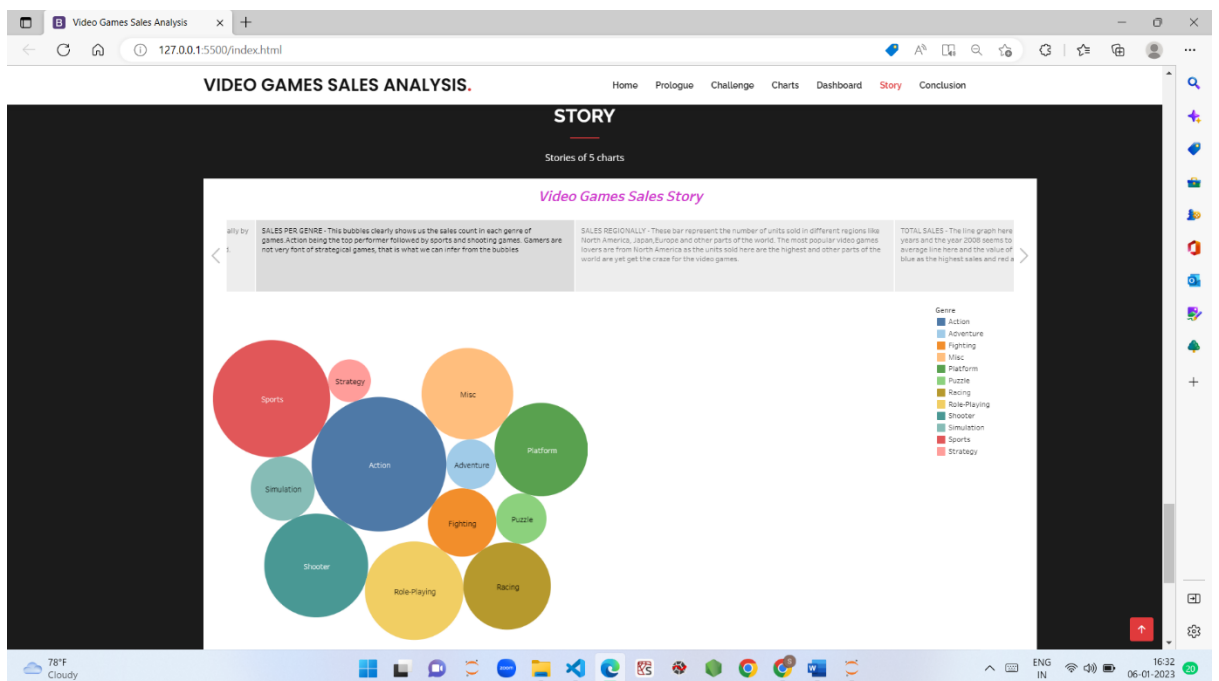 Video Games Sales Analysis
127.0.0.1:5500/index.html
VIDEO GAMES SALES ANALYSIS.
Home Prologue Challenge Charts Dashboard Story Conclusion
STORY
Stories of 5 charts
Video Games Sales Story
ally by
SALES PER GENRE - This bubbles clearly shows us the sales count in each genre of
games.Action being the top performer followed by sports and shooting games. Gamers are
not very font of strategical games, that is what we can infer from the bubbles
SALES REGIONALLY - These bar represent the number of units sold in different regions like
North America, Japan,Europe and other parts of the world. The most popular video games
lovers are from North America as the units sold here are the highest and other parts of the
world are yet get the craze for the video games.
TOTAL SALES - The line graph here
years and the year 2008 seems to
average line here and the value of
blue as the highest sales and red a
Genre
Action
Adventure
Fighting
Misc
Platform
Puzzle
Racing
Role-Playing
Shooter
Simulation
Sports
Strategy
Sports
Strategy
Misc
Action
Adventure
Platform
Simulation
Fighting
Puzzle
Shooter
Role-Playing
Racing
78°F
Cloudy
zoom
ENG
IN
16:32
06-01-2023
20